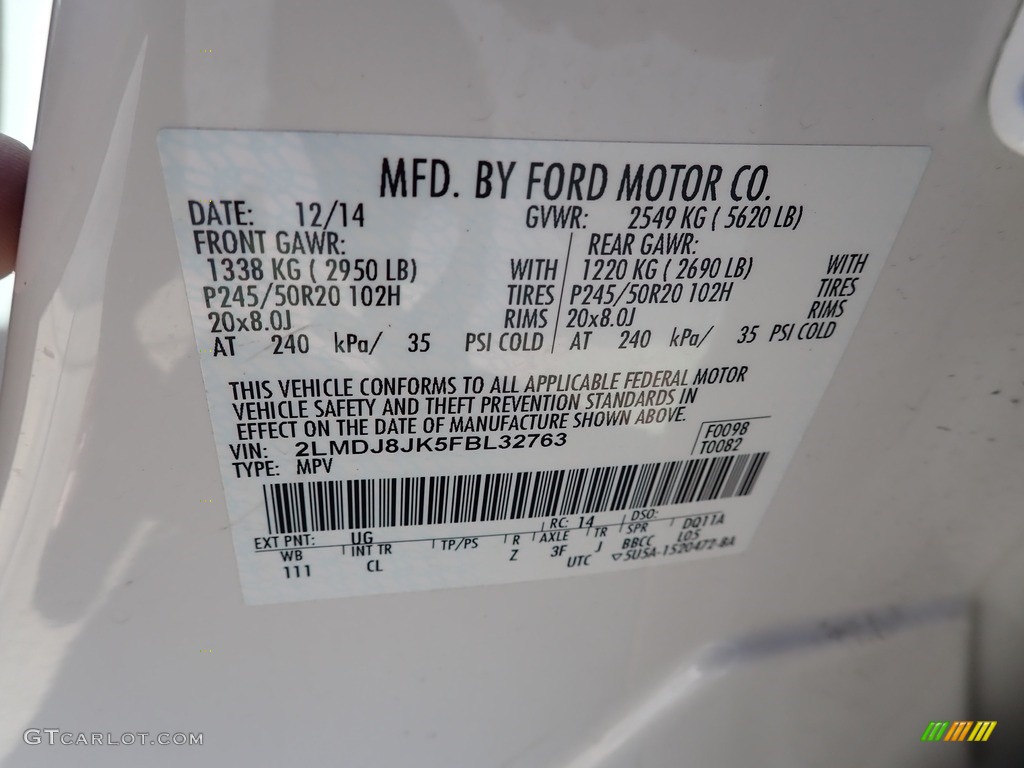 MFD. BY FORD MOTOR CO.
DATE: 12/14 GVWR: 2549 KG ( 5620 LB)
FRONT GAWR: REAR GAWR:
1338 KG ( 2950 LB) WITH 1220 KG ( 2690 LB) WITH
P245/50R20 102H TIRES P245/50R20 102H TIRES
20x8.0J RIMS 20x8.0J RIMS
AT 240 kPa/ 35 PSI COLD AT 240 kPa/ 35 PSI COLD
THIS VEHICLE CONFORMS TO ALL APPLICABLE FEDERAL MOTOR
VEHICLE SAFETY AND THEFT PREVENTION STANDARDS IN
EFFECT ON THE DATE OF MANUFACTURE SHOWN ABOVE.
VIN: 2LMDJ8JK5FBL32763 F0098
TYPE: MPV T0082
EXT PNT: UG RC: 14 DSO:
WB INT TR TP/PS R AXLE TR SPR DQ11A
111 CL Z 3F J BBCC L05
UTC ▽5U5A-1520472-BA
GTCARLOT.COM